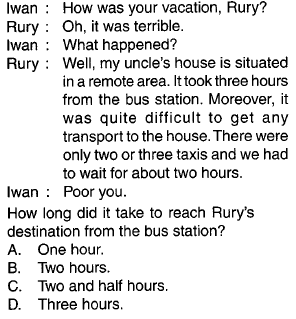 Iwan : How was your vacation, Rury?
Rury : Oh, it was terrible.
Iwan : What happened?
Rury : Well, my uncle's house is situated
in a remote area. It took three hours
from the bus station. Moreover, it
was quite difficult to get any
transport to the house. There were
only two or three taxis and we had
to wait for about two hours.
Iwan : Poor you.
How long did it take to reach Rury's
destination from the bus station?
A. One hour.
B. Two hours.
C. Two and half hours.
D. Three hours.